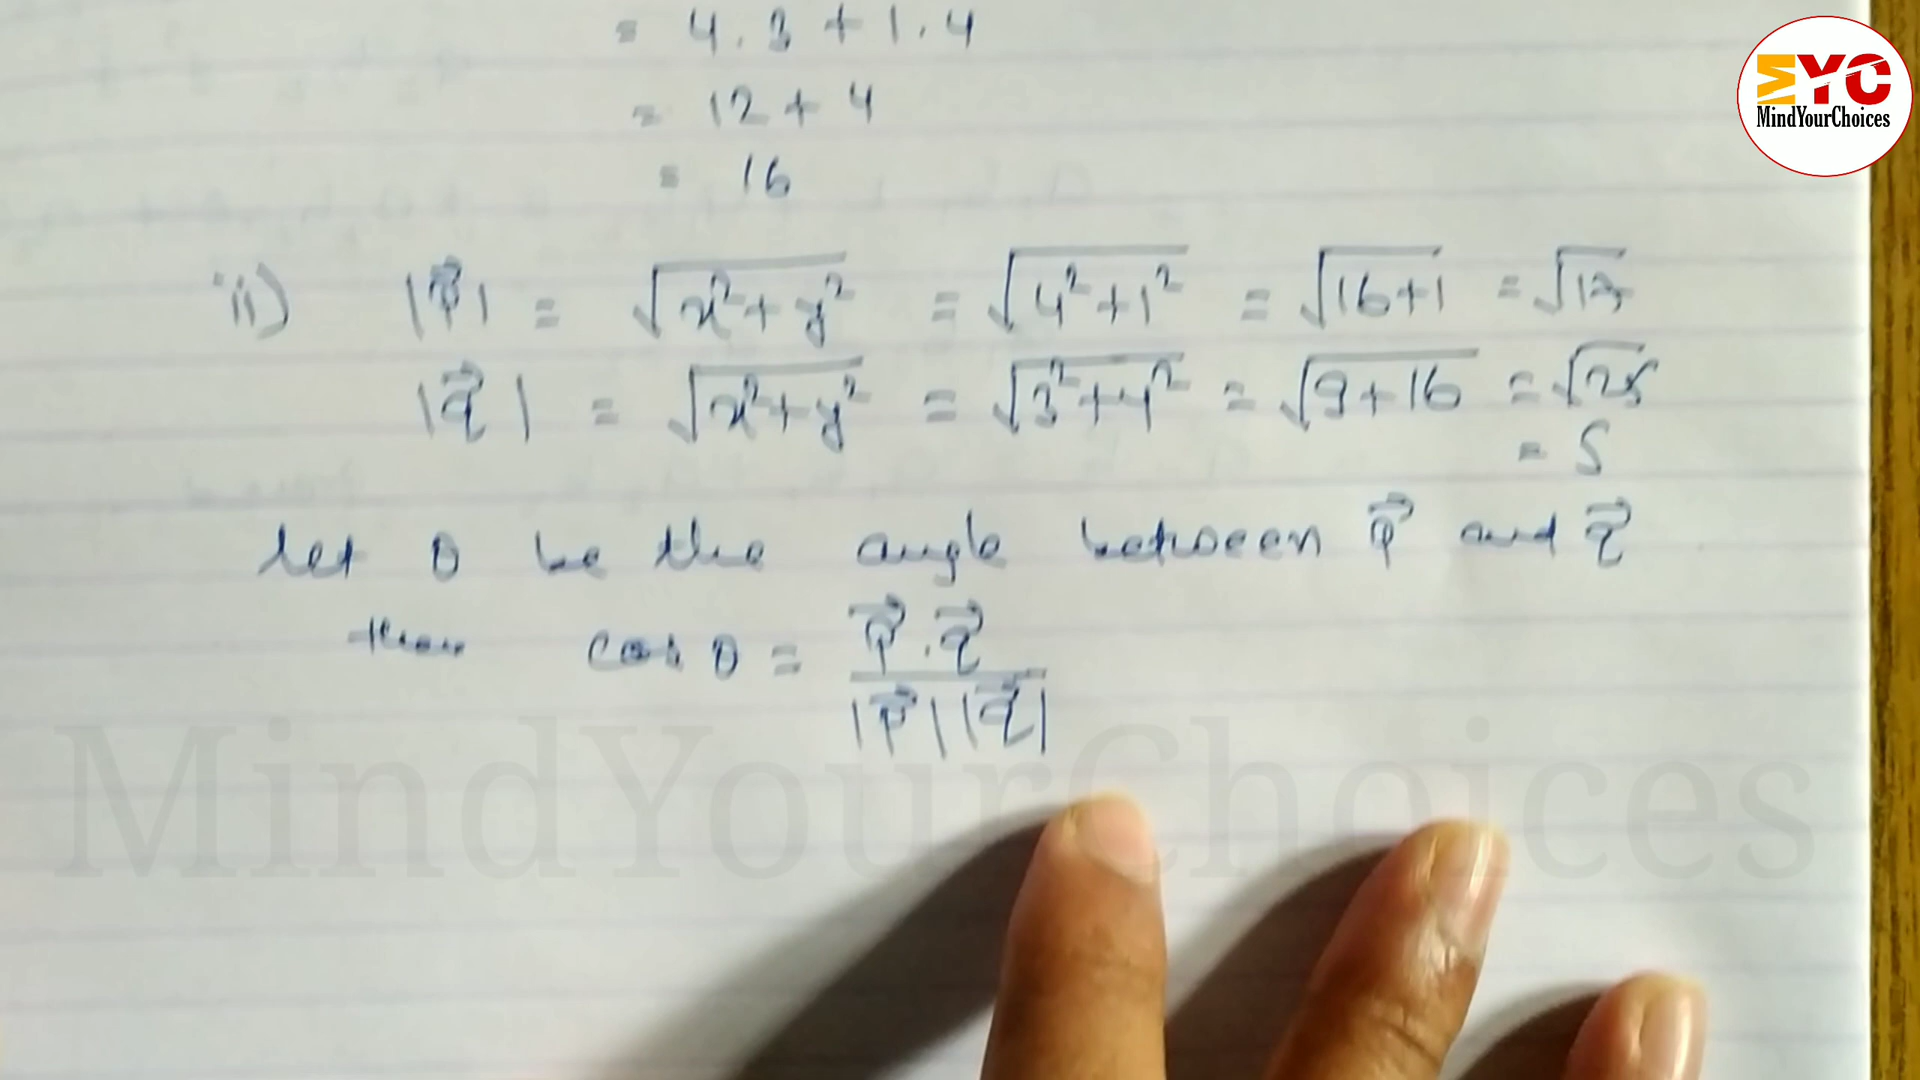 = 4.3 + 1.4
= 12 + 4
= 16
ii) |p⃗| = √(x²+y²) = √(4²+1²) = √(16+1) = √17
|q⃗| = √(x²+y²) = √(3²+4²) = √(9+16) = √25
= 5
let θ be the angle between p⃗ and q⃗
then cos θ = p⃗.q⃗ / |p⃗||q⃗|
MYC
MindYourChoices
MindYourChoices